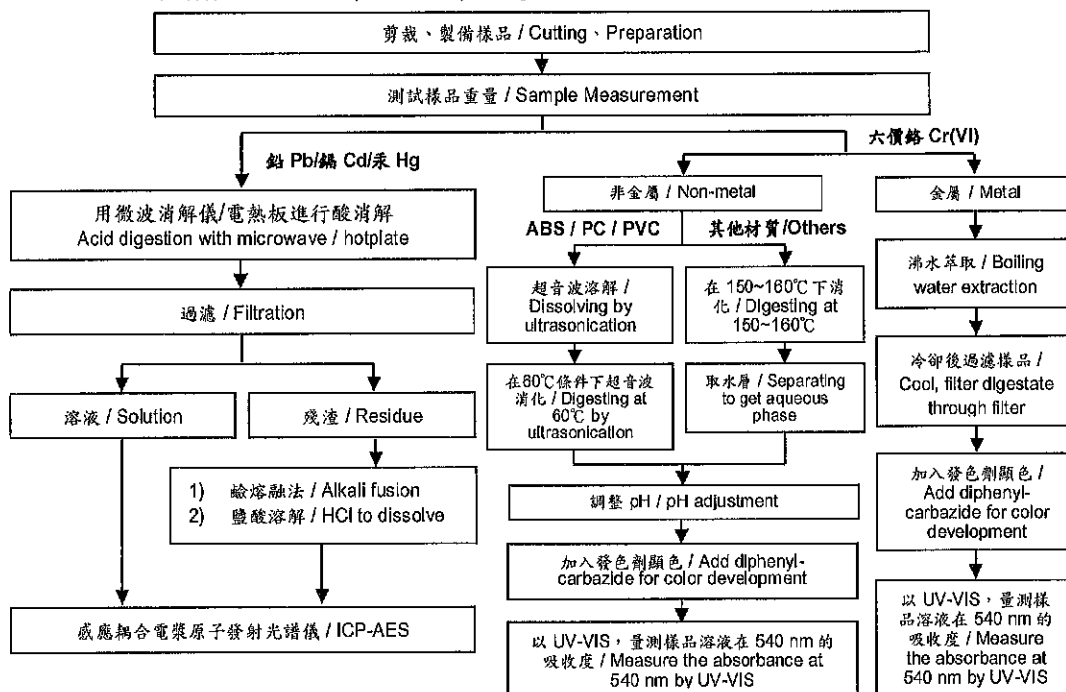 剪裁、製備樣品 / Cutting、Preparation
測試樣品重量 / Sample Measurement
鉛 Pb/鎘 Cd/汞 Hg
六價鉻 Cr(VI)
用微波消解儀/電熱板進行酸消解
Acid digestion with microwave / hotplate
過濾 / Filtration
溶液 / Solution
殘渣 / Residue
1) 鹼熔融法 / Alkali fusion
2) 鹽酸溶解 / HCl to dissolve
感應耦合電漿原子發射光譜儀 / ICP-AES
非金屬 / Non-metal
ABS / PC / PVC
其他材質/Others
超音波溶解 /
Dissolving by
ultrasonication
在60℃條件下超音波
消化 / Digesting at
60℃ by
ultrasonication
在 150~160℃ 下消
化 / Digesting at
150~160℃
取水層 / Separating
to get aqueous
phase
調整 pH / pH adjustment
加入發色劑顯色 / Add diphenyl-
carbazide for color development
以 UV-VIS，量測樣品溶液在 540 nm 的
吸收度 / Measure the absorbance at
540 nm by UV-VIS
金屬 / Metal
沸水萃取 / Boiling
water extraction
冷卻後過濾樣品 /
Cool, filter digestate
through filter
加入發色劑顯色 /
Add diphenyl-
carbazide for color
development
以 UV-VIS，量測樣
品溶液在 540 nm 的
吸收度 / Measure
the absorbance at
540 nm by UV-VIS